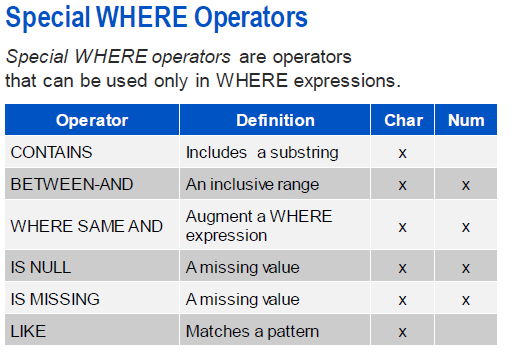 Special WHERE Operators
Special WHERE operators are operators
that can be used only in WHERE expressions.
Operator Definition Char Num
CONTAINS Includes a substring x
BETWEEN-AND An inclusive range x x
WHERE SAME AND Augment a WHERE expression x x
IS NULL A missing value x x
IS MISSING A missing value x x
LIKE Matches a pattern x